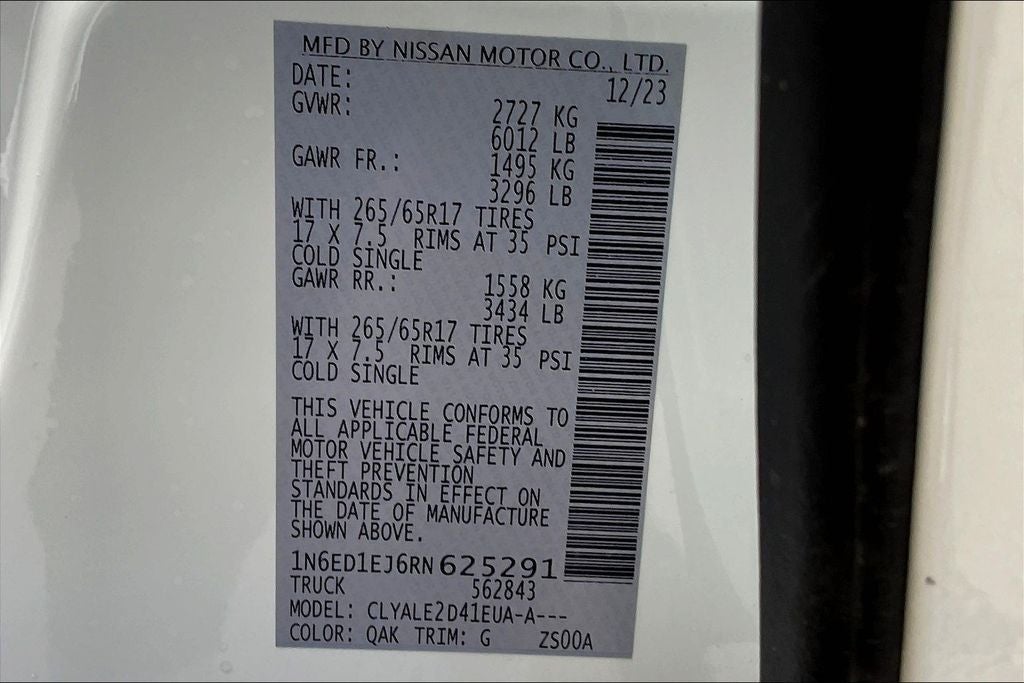 MFD BY NISSAN MOTOR CO., LTD.
DATE: 12/23
GVWR: 2727 KG
6012 LB
GAWR FR.: 1495 KG
3296 LB
WITH 265/65R17 TIRES
17 X 7.5 RIMS AT 35 PSI
COLD SINGLE
GAWR RR.: 1558 KG
3434 LB
WITH 265/65R17 TIRES
17 X 7.5 RIMS AT 35 PSI
COLD SINGLE
THIS VEHICLE CONFORMS TO
ALL APPLICABLE FEDERAL
MOTOR VEHICLE SAFETY AND
THEFT PREVENTION
STANDARDS IN EFFECT ON
THE DATE OF MANUFACTURE
SHOWN ABOVE.
1N6ED1EJ6RN625291
TRUCK 562843
MODEL: CLYALE2D41EUA-A---
COLOR: QAK TRIM: G ZS00A